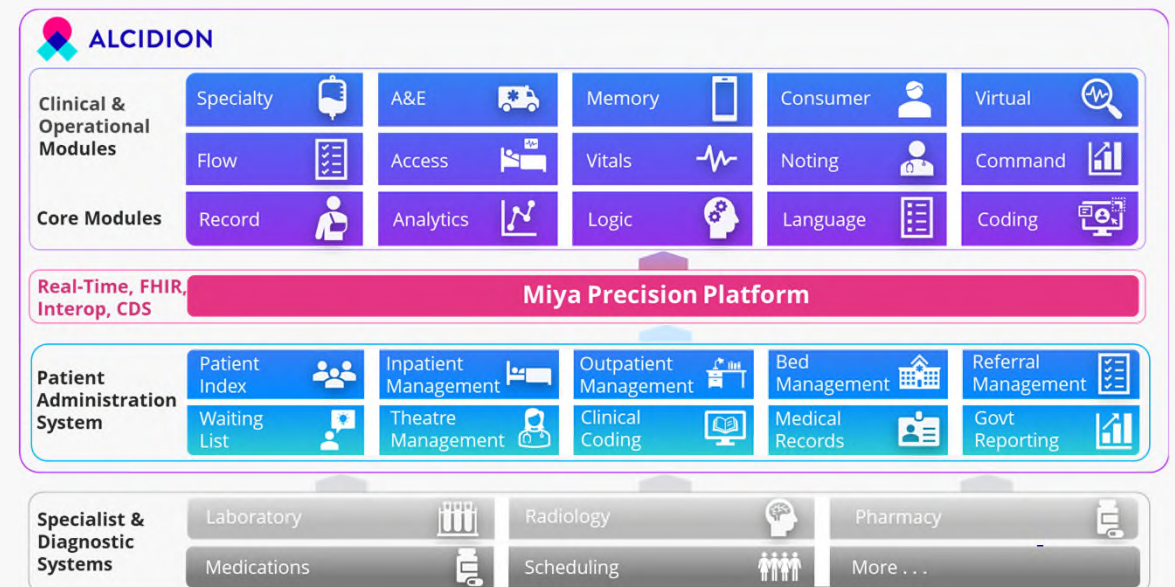 ALCIDION
Clinical &
Operational
Modules
Specialty
A&E
Memory
Consumer
Virtual
Flow
Access
Vitals
Noting
Command
Core Modules
Record
Analytics
Logic
Language
Coding
Real-Time, FHIR,
Interop, CDS
Miya Precision Platform
Patient
Administration
System
Patient
Index
Inpatient
Management
Outpatient
Management
Bed
Management
Referral
Management
Waiting
List
Theatre
Management
Clinical
Coding
Medical
Records
Govt
Reporting
Specialist &
Diagnostic
Systems
Laboratory
Radiology
Pharmacy
Medications
Scheduling
More . . .